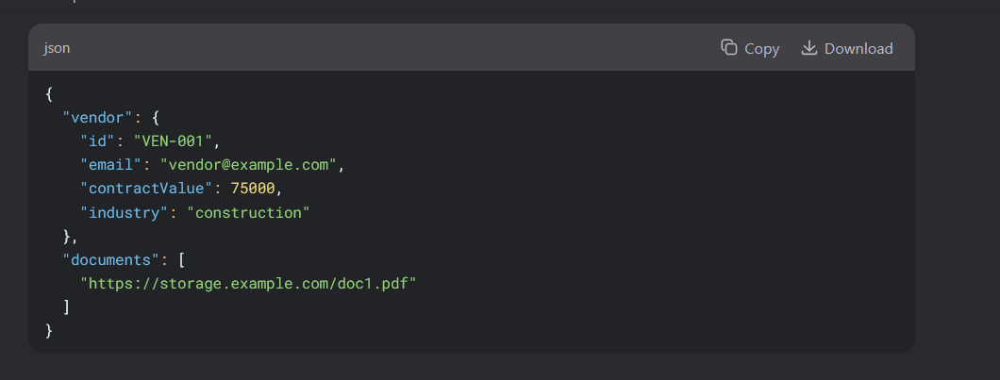 json
Copy
Download
{
  "vendor": {
    "id": "VEN-001",
    "email": "vendor@example.com",
    "contractValue": 75000,
    "industry": "construction"
  },
  "documents": [
    "https://storage.example.com/doc1.pdf"
  ]
}